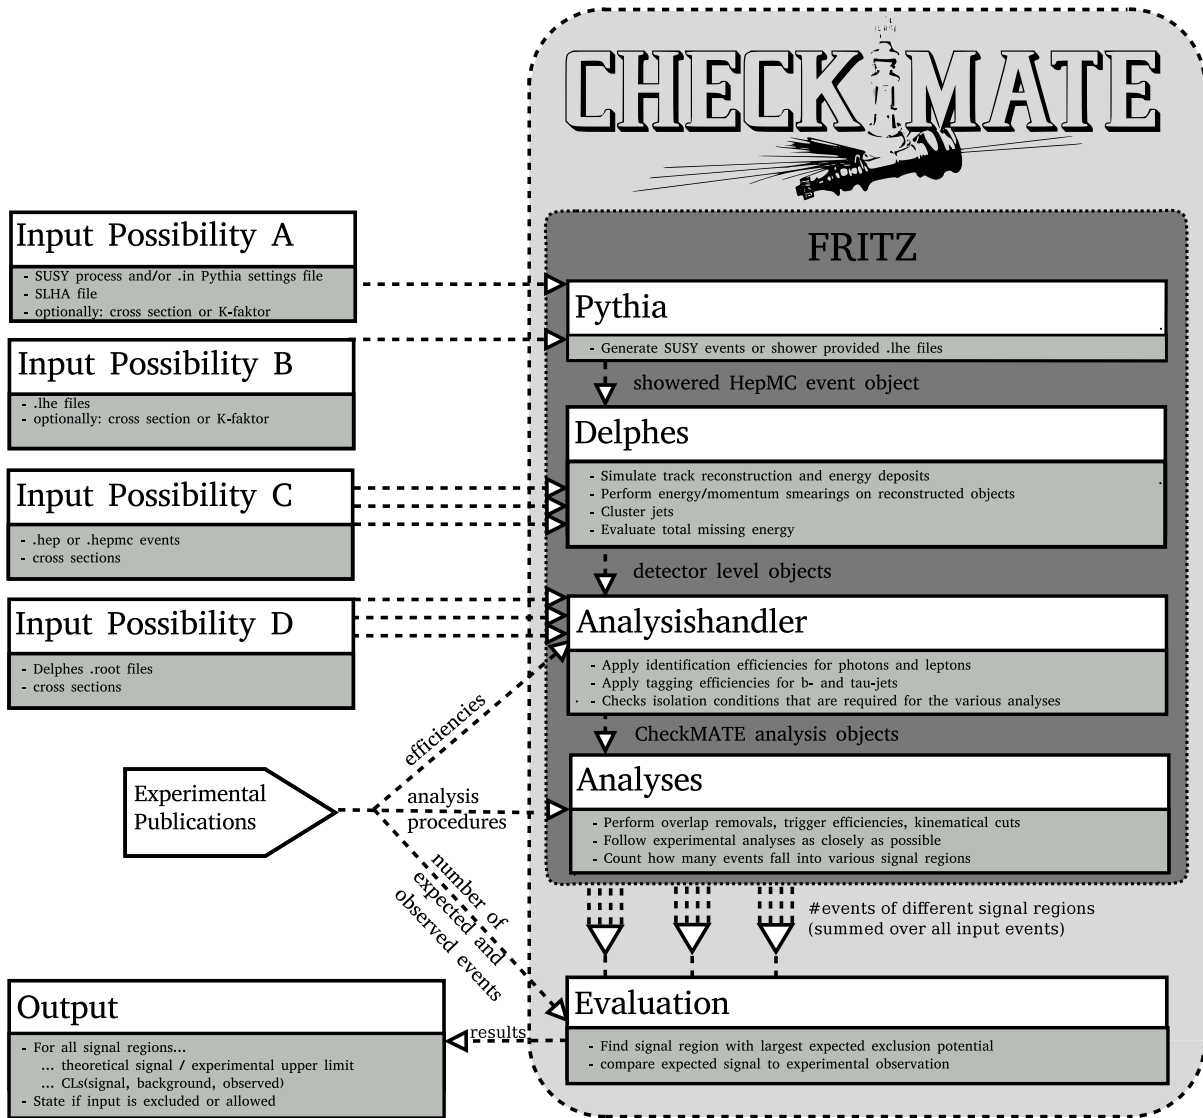 CHECKMATE
FRITZ
Input Possibility A
- SUSY process and/or .in Pythia settings file
- SLHA file
- optionally: cross section or K-faktor
Input Possibility B
- .lhe files
- optionally: cross section or K-faktor
Input Possibility C
- .hep or .hepmc events
- cross sections
Input Possibility D
- Delphes .root files
- cross sections
Experimental
Publications
efficiencies
analysis
procedures
number of
expected and
observed events
Pythia
- Generate SUSY events or shower provided .lhe files
showered HepMC event object
Delphes
- Simulate track reconstruction and energy deposits
- Perform energy/momentum smearings on reconstructed objects
- Cluster jets
- Evaluate total missing energy
detector level objects
Analysishandler
- Apply identification efficiencies for photons and leptons
- Apply tagging efficiencies for b- and tau-jets
- Checks isolation conditions that are required for the various analyses
CheckMATE analysis objects
Analyses
- Perform overlap removals, trigger efficiencies, kinematical cuts
- Follow experimental analyses as closely as possible
- Count how many events fall into various signal regions
#events of different signal regions
(summed over all input events)
Evaluation
- Find signal region with largest expected exclusion potential
- compare expected signal to experimental observation
results
Output
- For all signal regions...
... theoretical signal / experimental upper limit
... CLs(signal, background, observed)
- State if input is excluded or allowed